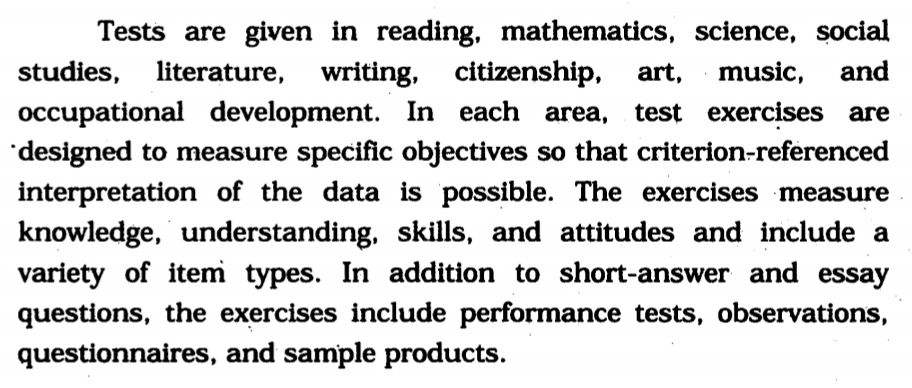 Tests are given in reading, mathematics, science, social
studies, literature, writing, citizenship, art, music, and
occupational development. In each area, test exercises are
designed to measure specific objectives so that criterion-referenced
interpretation of the data is possible. The exercises measure
knowledge, understanding, skills, and attitudes and include a
variety of item types. In addition to short-answer and essay
questions, the exercises include performance tests, observations,
questionnaires, and sample products.